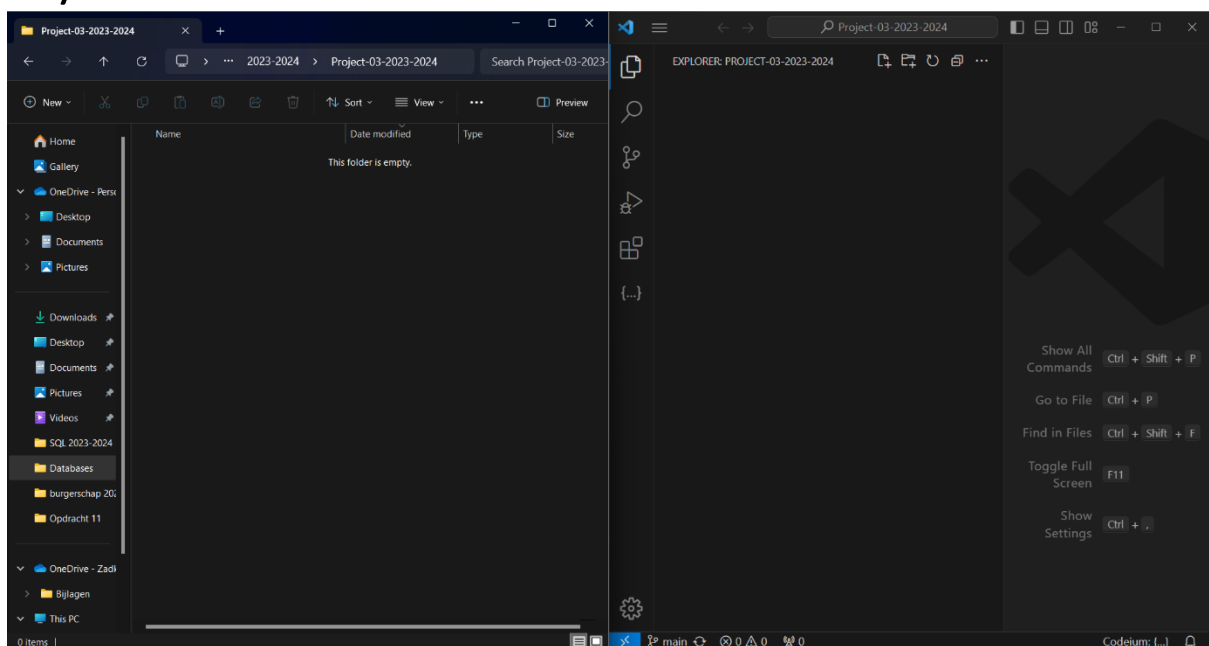 Project-03-2023-2024
2023-2024 > Project-03-2023-2024
Search Project-03-2023-
New
Sort
View
Preview
Name Date modified Type Size
This folder is empty.
Home
Gallery
OneDrive - Perso
Desktop
Documents
Pictures
Downloads
Desktop
Documents
Pictures
Videos
SQL 2023-2024
Databases
burgerschap 202
Opdracht 11
OneDrive - Zadk
Bijlagen
This PC
0 items
Project-03-2023-2024
EXPLORER: PROJECT-03-2023-2024
{...}
Show All Commands Ctrl + Shift + P
Go to File Ctrl + P
Find in Files Ctrl + Shift + F
Toggle Full Screen F11
Show Settings Ctrl + ,
main 0 0 0 Codeium: {...}